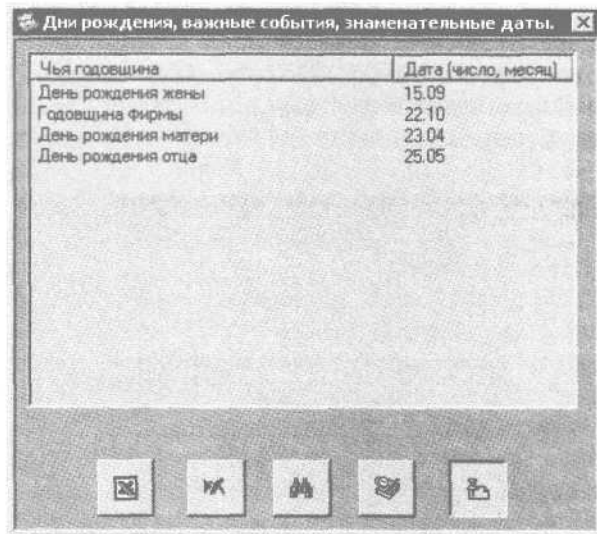 Дни рождения, важные события, знаменательные даты.
Чья годовщина Дата (число, месяц)
День рождения жены 15.09
Годовщина фирмы 22.10
День рождения матери 23.04
День рождения отца 25.05